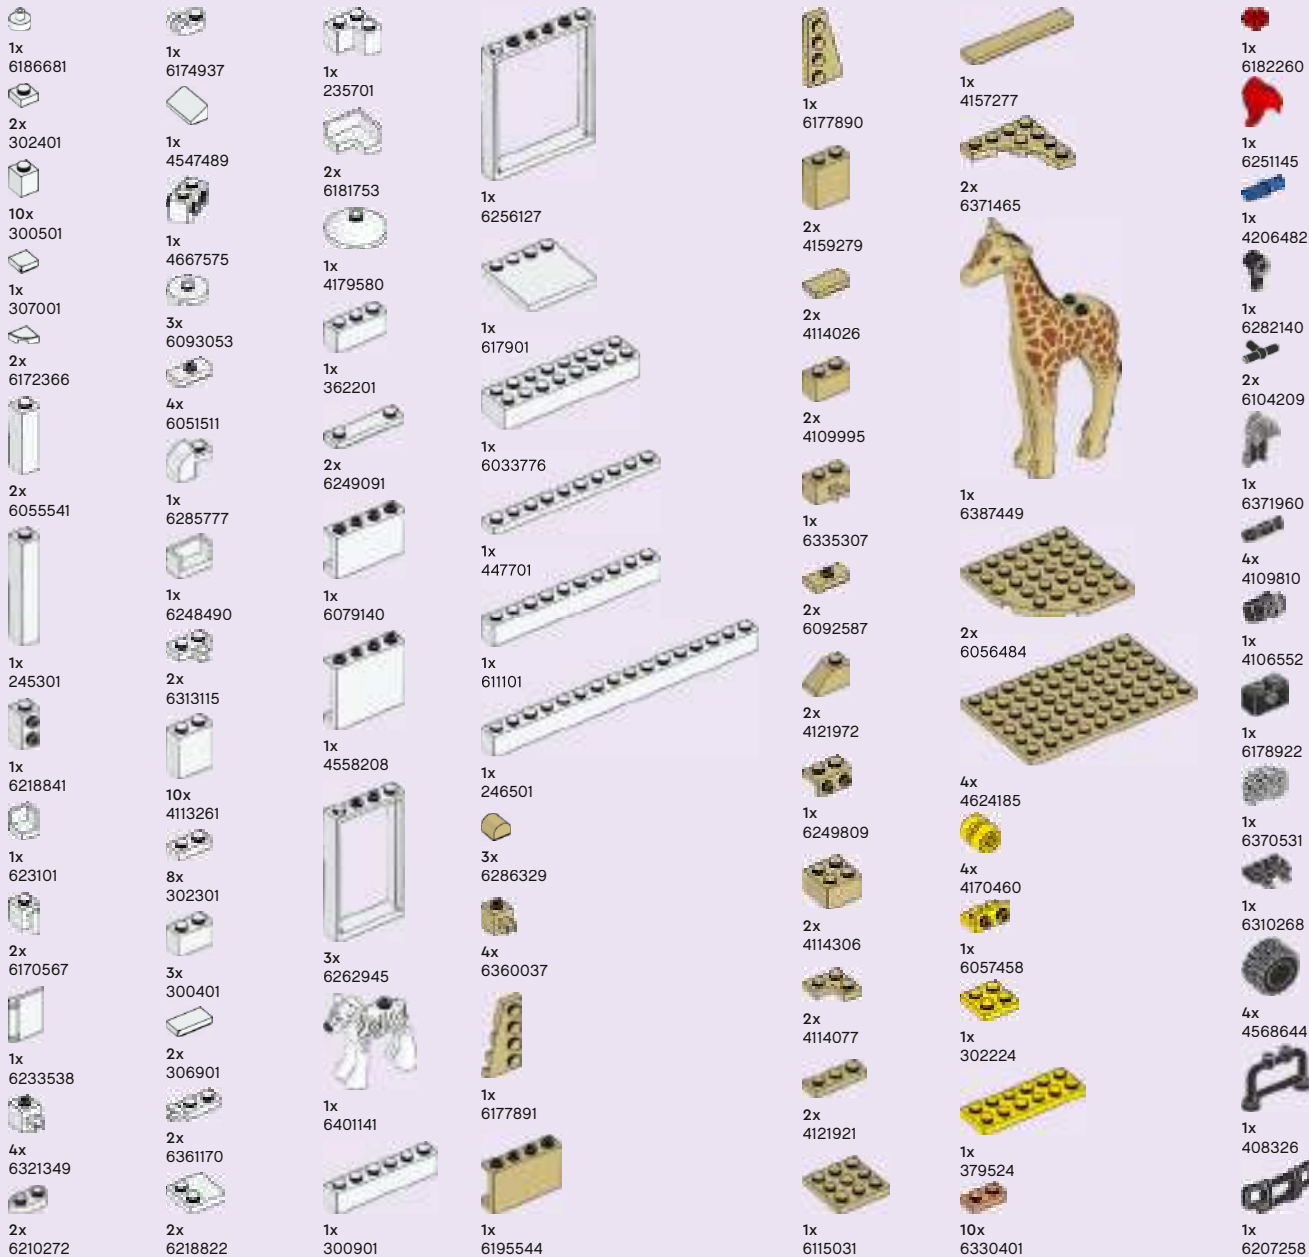 1x
6186681
2x
302401
10x
300501
1x
307001
2x
6172366
2x
6055541
1x
245301
1x
6218841
1x
623101
2x
6170567
1x
6233538
4x
6321349
2x
6210272
1x
6174937
1x
4547489
1x
4667575
3x
6093053
4x
6051511
1x
6285777
1x
6248490
2x
6313115
10x
4113261
8x
302301
3x
300401
2x
306901
2x
6361170
2x
6218822
1x
235701
2x
6181753
1x
4179580
1x
362201
2x
6249091
1x
6079140
1x
4558208
3x
6262945
1x
6401141
1x
300901
1x
6256127
1x
617901
1x
6033776
1x
447701
1x
611101
1x
246501
3x
6286329
4x
6360037
1x
6177891
1x
6195544
1x
6177890
2x
4159279
2x
4114026
2x
4109995
1x
6335307
2x
6092587
2x
4121972
1x
6249809
2x
4114306
2x
4114077
2x
4121921
1x
6115031
1x
4157277
2x
6371465
1x
6387449
2x
6056484
4x
4624185
4x
4170460
1x
6057458
1x
302224
1x
379524
10x
6330401
1x
6182260
1x
6251145
1x
4206482
1x
6282140
2x
6104209
1x
6371960
4x
4109810
1x
4106552
1x
6178922
1x
6370531
1x
6310268
4x
4568644
1x
408326
1x
6207258